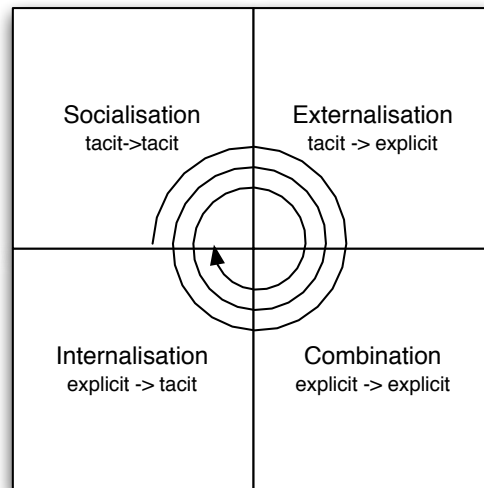 Socialisation
tacit->tacit
Externalisation
tacit -> explicit
Internalisation
explicit -> tacit
Combination
explicit -> explicit